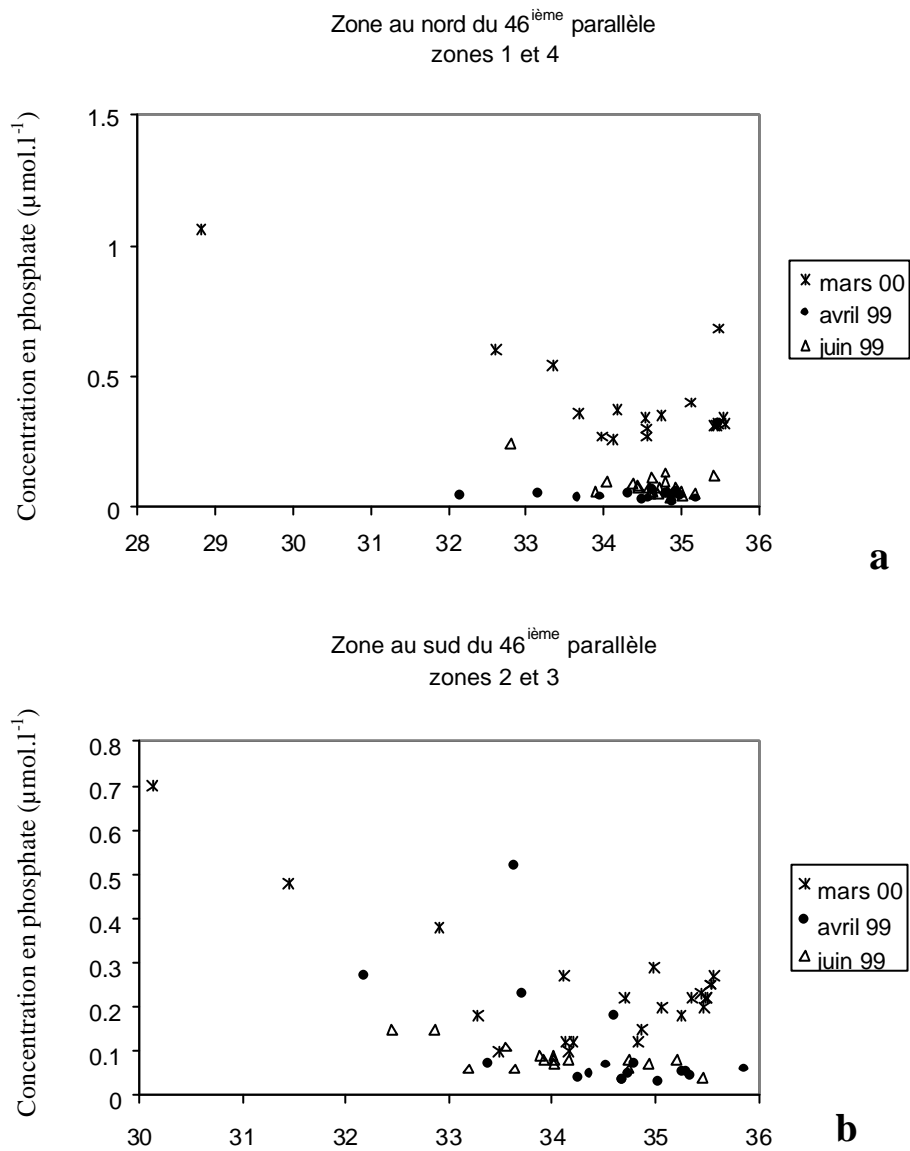 Zone au nord du 46ième parallèle
zones 1 et 4
Concentration en phosphate (µmol.l-1)
1.5
1
0.5
0
28 29 30 31 32 33 34 35 36
mars 00
avril 99
juin 99
a
Zone au sud du 46ième parallèle
zones 2 et 3
Concentration en phosphate (µmol.l-1)
0.8
0.7
0.6
0.5
0.4
0.3
0.2
0.1
0
30 31 32 33 34 35 36
mars 00
avril 99
juin 99
b